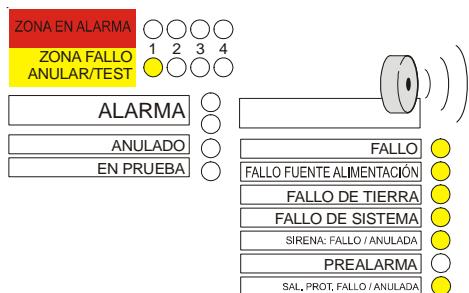 ZONA EN ALARMA
1 2 3 4
ZONA FALLO
ANULAR/TEST
ALARMA
ANULADO
EN PRUEBA
FALLO
FALLO FUENTE ALIMENTACIÓN
FALLO DE TIERRA
FALLO DE SISTEMA
SIRENA: FALLO / ANULADA
PREALARMA
SAL. PROT. FALLO / ANULADA